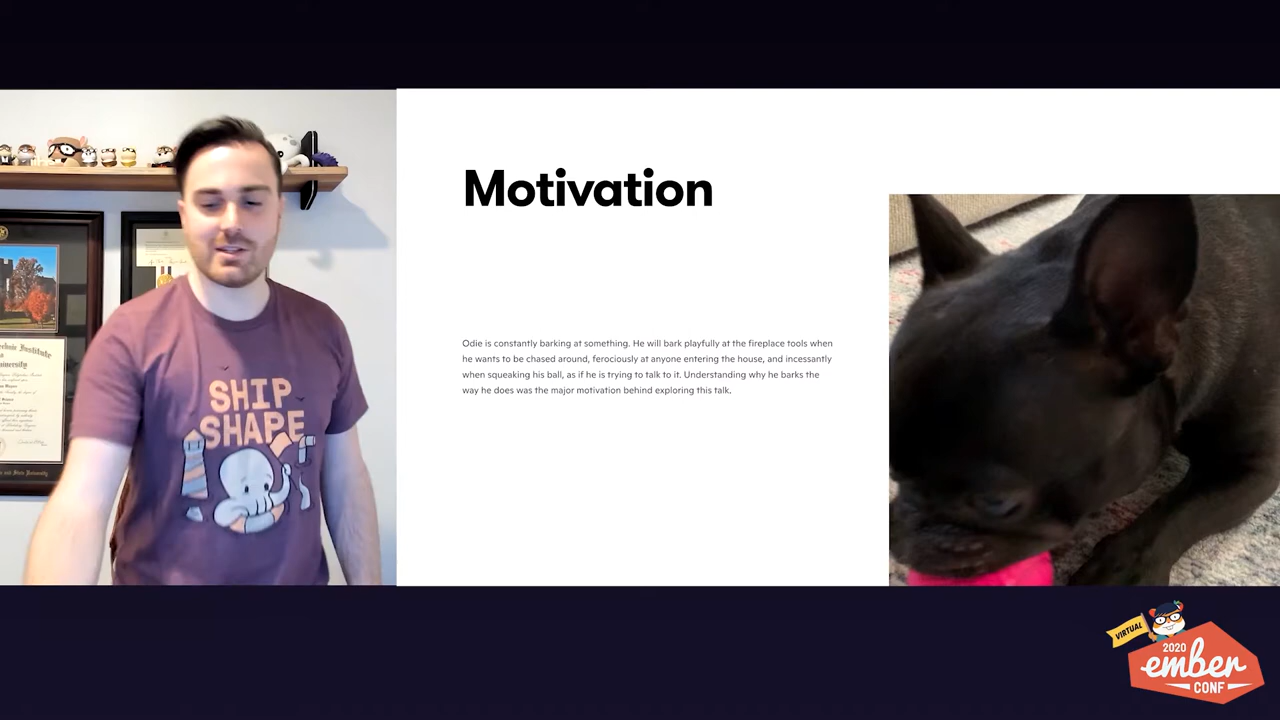 Motivation
Odie is constantly barking at something. He will bark playfully at the fireplace tools when
he wants to be chased around, ferociously at anyone entering the house, and incessantly
when squeaking his ball, as if he is trying to talk to it. Understanding why he barks the
way he does was the major motivation behind exploring this talk.
SHIP
SHAPE
VIRTUAL
2020
ember
CONF